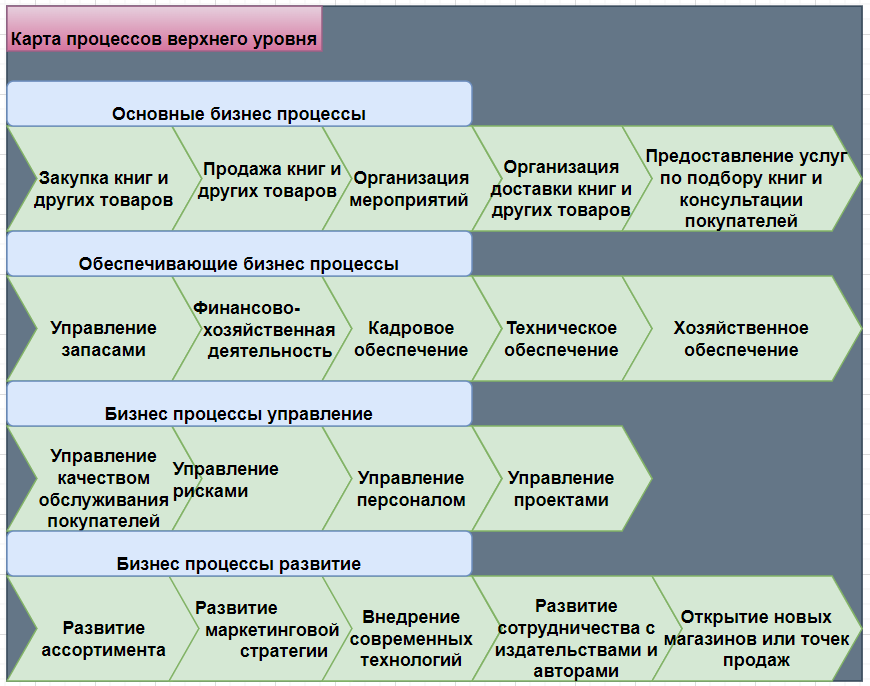 Карта процессов верхнего уровня
Основные бизнес процессы
Закупка книг и
других товаров
Продажа книг и
других товаров
Организация
мероприятий
Организация
доставки книг и
других товаров
Предоставление услуг
по подбору книг и
консультации
покупателей
Обеспечивающие бизнес процессы
Управление
запасами
Финансово-
хозяйственная
деятельность
Кадровое
обеспечение
Техническое
обеспечение
Хозяйственное
обеспечение
Бизнес процессы управление
Управление
качеством
обслуживания
покупателей
Управление
рисками
Управление
персоналом
Управление
проектами
Бизнес процессы развитие
Развитие
ассортимента
Развитие
маркетинговой
стратегии
Внедрение
современных
технологий
Развитие
сотрудничества с
издательствами и
авторами
Открытие новых
магазинов или точек
продаж